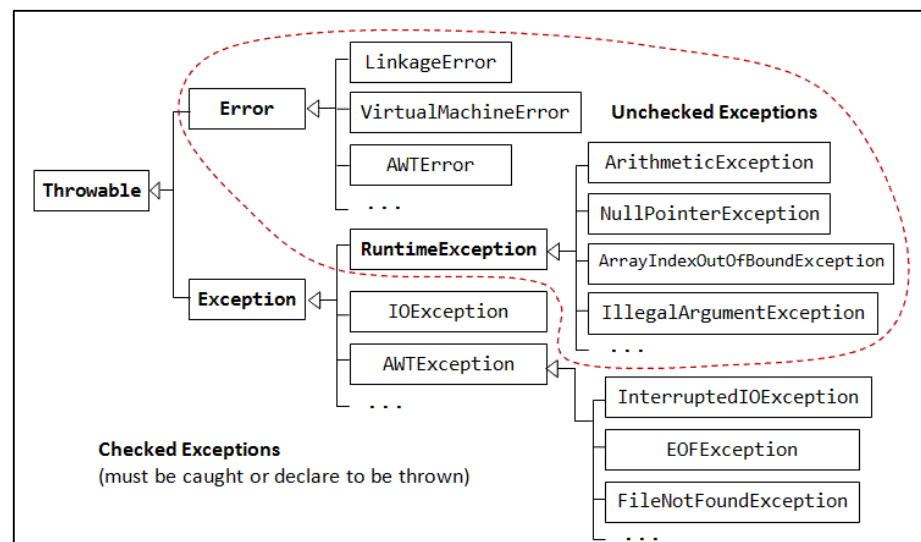 LinkageError
Error
VirtualMachineError
Unchecked Exceptions
AWTError
ArithmeticException
Throwable
. . .
NullPointerException
RuntimeException
ArrayIndexOutOfBoundException
Exception
IOException
IllegalArgumentException
AWTException
. . .
. . .
InterruptedIOException
Checked Exceptions
(must be caught or declare to be thrown)
EOFException
FileNotFoundException
. . .